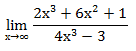 lim x→∞ (2x³ + 6x² + 1)/(4x³ − 3)